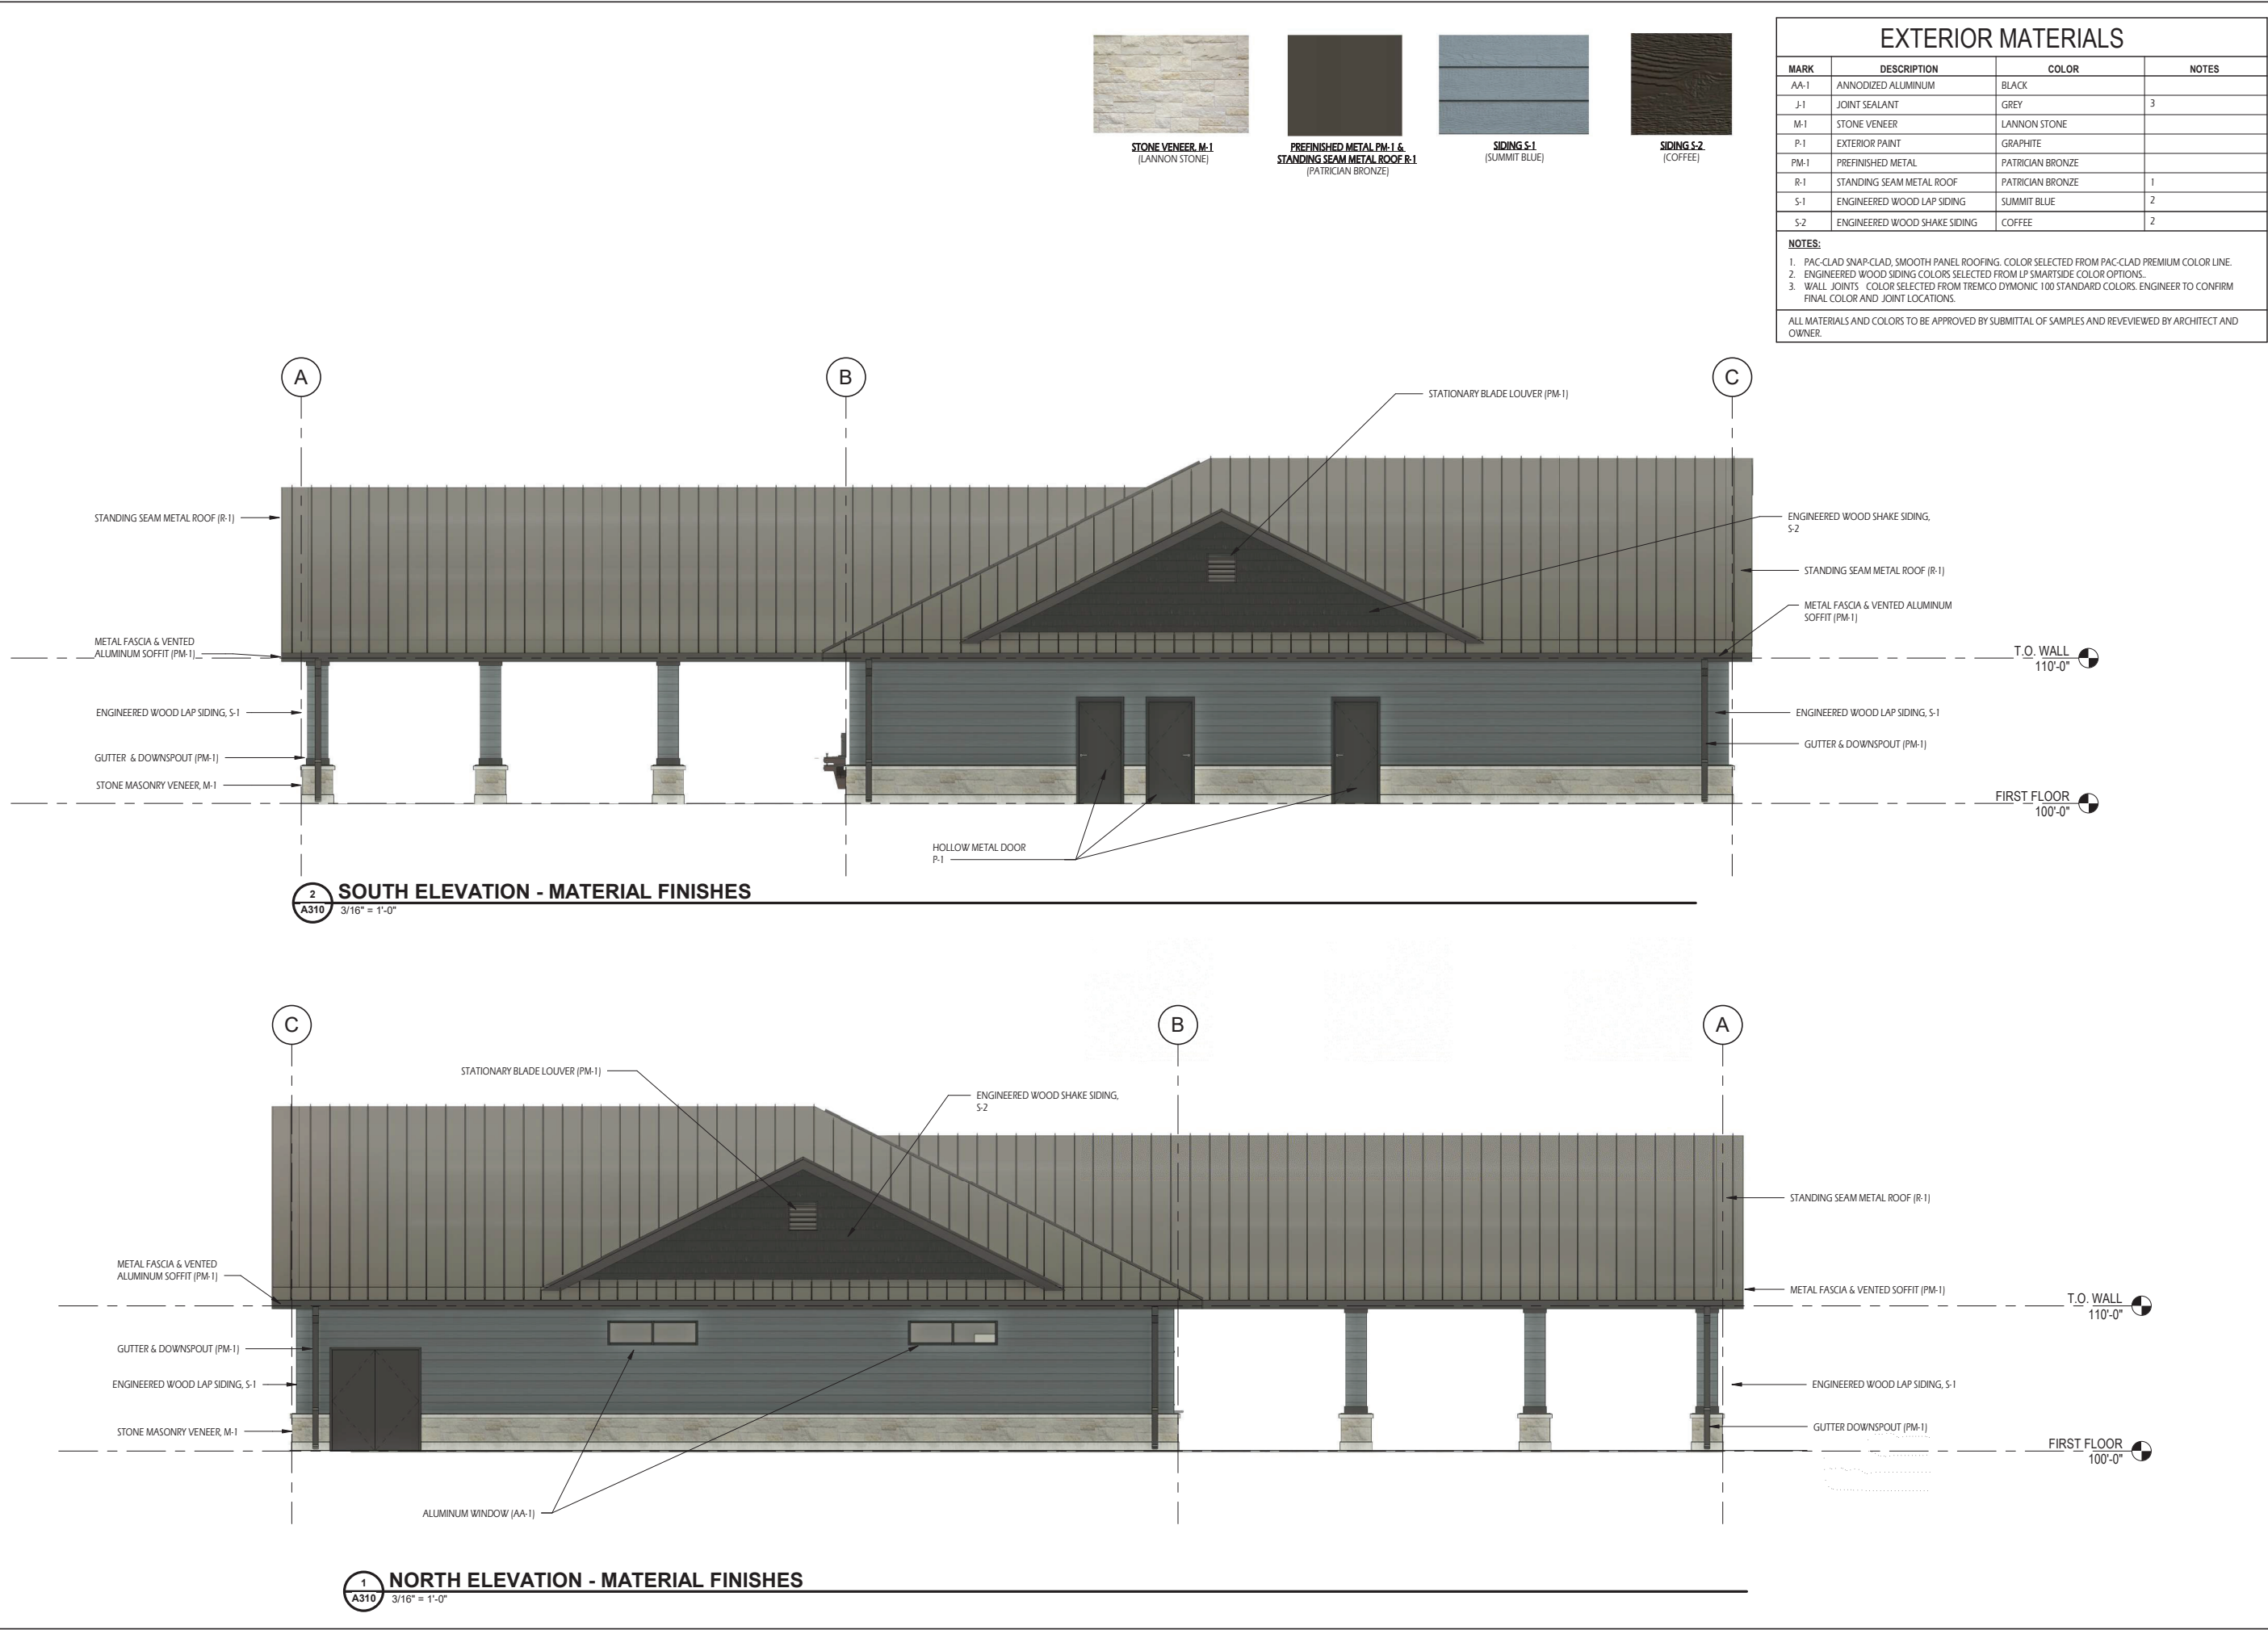 STONE VENEER, M-1
(LANNON STONE)
PREFINISHED METAL PM-1 &
STANDING SEAM METAL ROOF R-1
(PATRICIAN BRONZE)
SIDING S-1
(SUMMIT BLUE)
SIDING S-2
(COFFEE)
EXTERIOR MATERIALS
MARK DESCRIPTION COLOR NOTES
AA-1 ANNODIZED ALUMINUM BLACK
J-1 JOINT SEALANT GREY 3
M-1 STONE VENEER LANNON STONE
P-1 EXTERIOR PAINT GRAPHITE
PM-1 PREFINISHED METAL PATRICIAN BRONZE
R-1 STANDING SEAM METAL ROOF PATRICIAN BRONZE 1
S-1 ENGINEERED WOOD LAP SIDING SUMMIT BLUE 2
S-2 ENGINEERED WOOD SHAKE SIDING COFFEE 2
NOTES:
1. PAC-CLAD SNAP-CLAD, SMOOTH PANEL ROOFING. COLOR SELECTED FROM PAC-CLAD PREMIUM COLOR LINE.
2. ENGINEERED WOOD SIDING COLORS SELECTED FROM LP SMARTSIDE COLOR OPTIONS..
3. WALL JOINTS COLOR SELECTED FROM TREMCO DYMONIC 100 STANDARD COLORS. ENGINEER TO CONFIRM
FINAL COLOR AND JOINT LOCATIONS.
ALL MATERIALS AND COLORS TO BE APPROVED BY SUBMITTAL OF SAMPLES AND REVEVIEWED BY ARCHITECT AND
OWNER.
A
B
C
STATIONARY BLADE LOUVER (PM-1)
STANDING SEAM METAL ROOF (R-1)
METAL FASCIA & VENTED
ALUMINUM SOFFIT (PM-1)
ENGINEERED WOOD LAP SIDING, S-1
GUTTER & DOWNSPOUT (PM-1)
STONE MASONRY VENEER, M-1
ENGINEERED WOOD SHAKE SIDING,
S-2
STANDING SEAM METAL ROOF (R-1)
METAL FASCIA & VENTED ALUMINUM
SOFFIT (PM-1)
T.O. WALL
110'-0"
ENGINEERED WOOD LAP SIDING, S-1
GUTTER & DOWNSPOUT (PM-1)
FIRST FLOOR
100'-0"
HOLLOW METAL DOOR
P-1
2
A310
SOUTH ELEVATION - MATERIAL FINISHES
3/16" = 1'-0"
C
B
A
STATIONARY BLADE LOUVER (PM-1)
ENGINEERED WOOD SHAKE SIDING,
S-2
METAL FASCIA & VENTED
ALUMINUM SOFFIT (PM-1)
GUTTER & DOWNSPOUT (PM-1)
ENGINEERED WOOD LAP SIDING, S-1
STONE MASONRY VENEER, M-1
STANDING SEAM METAL ROOF (R-1)
METAL FASCIA & VENTED SOFFIT (PM-1)
T.O. WALL
110'-0"
ENGINEERED WOOD LAP SIDING, S-1
GUTTER DOWNSPOUT (PM-1)
FIRST FLOOR
100'-0"
ALUMINUM WINDOW (AA-1)
1
A310
NORTH ELEVATION - MATERIAL FINISHES
3/16" = 1'-0"